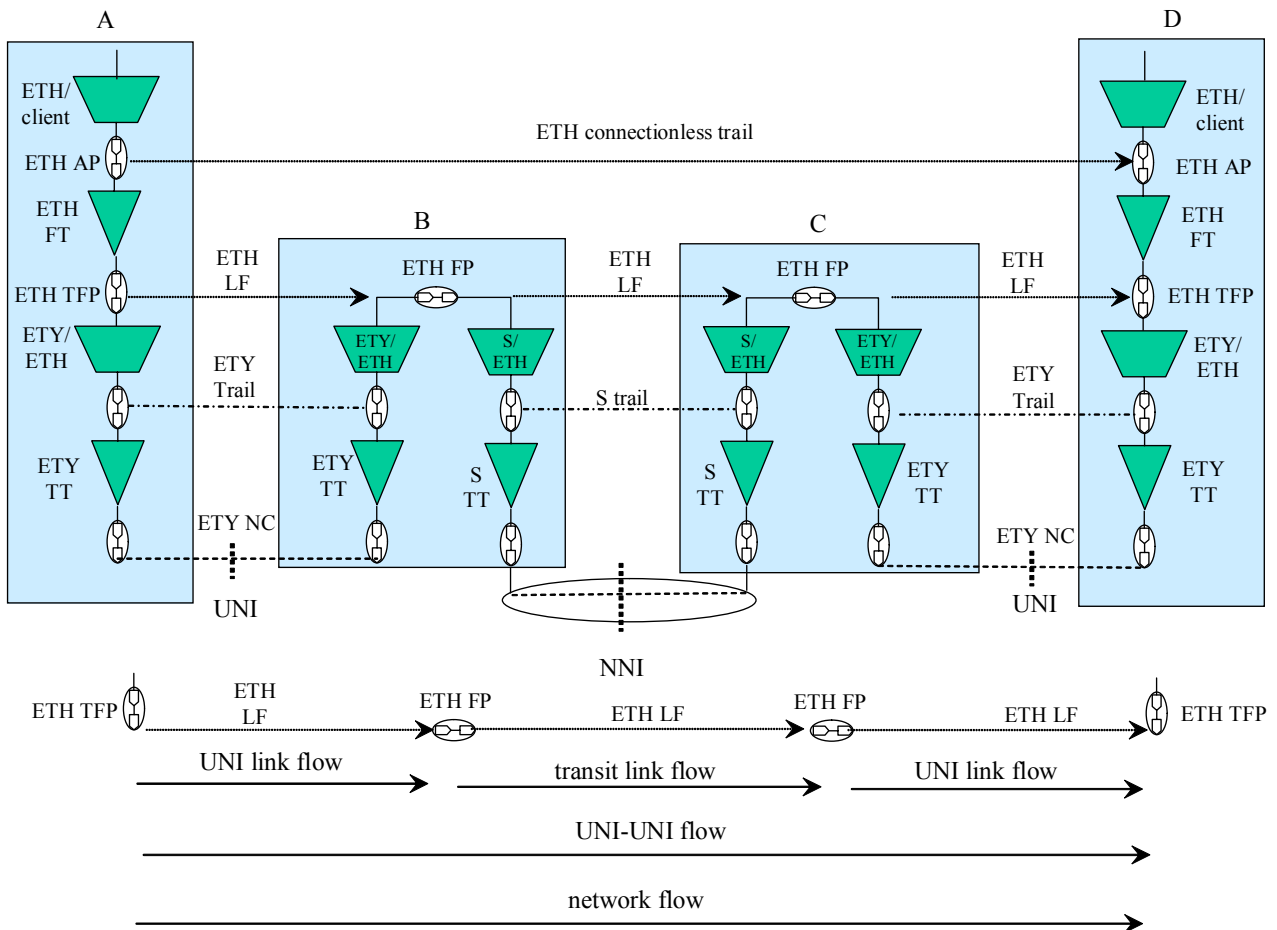 A
D
ETH/
client
ETH/
client
ETH connectionless trail
ETH AP
ETH AP
ETH
FT
ETH
FT
B
C
ETH
LF
ETH FP
ETH
LF
ETH FP
ETH
LF
ETH TFP
ETH TFP
ETY/
ETH
ETY/
ETH
S/
ETH
S/
ETH
ETY/
ETH
ETY/
ETH
ETY
Trail
S trail
ETY
Trail
ETY
TT
ETY
TT
S
TT
S
TT
ETY
TT
ETY
TT
ETY NC
ETY NC
UNI
UNI
NNI
ETH TFP
ETH
LF
ETH FP
ETH LF
ETH FP
ETH LF
ETH TFP
UNI link flow
transit link flow
UNI link flow
UNI-UNI flow
network flow